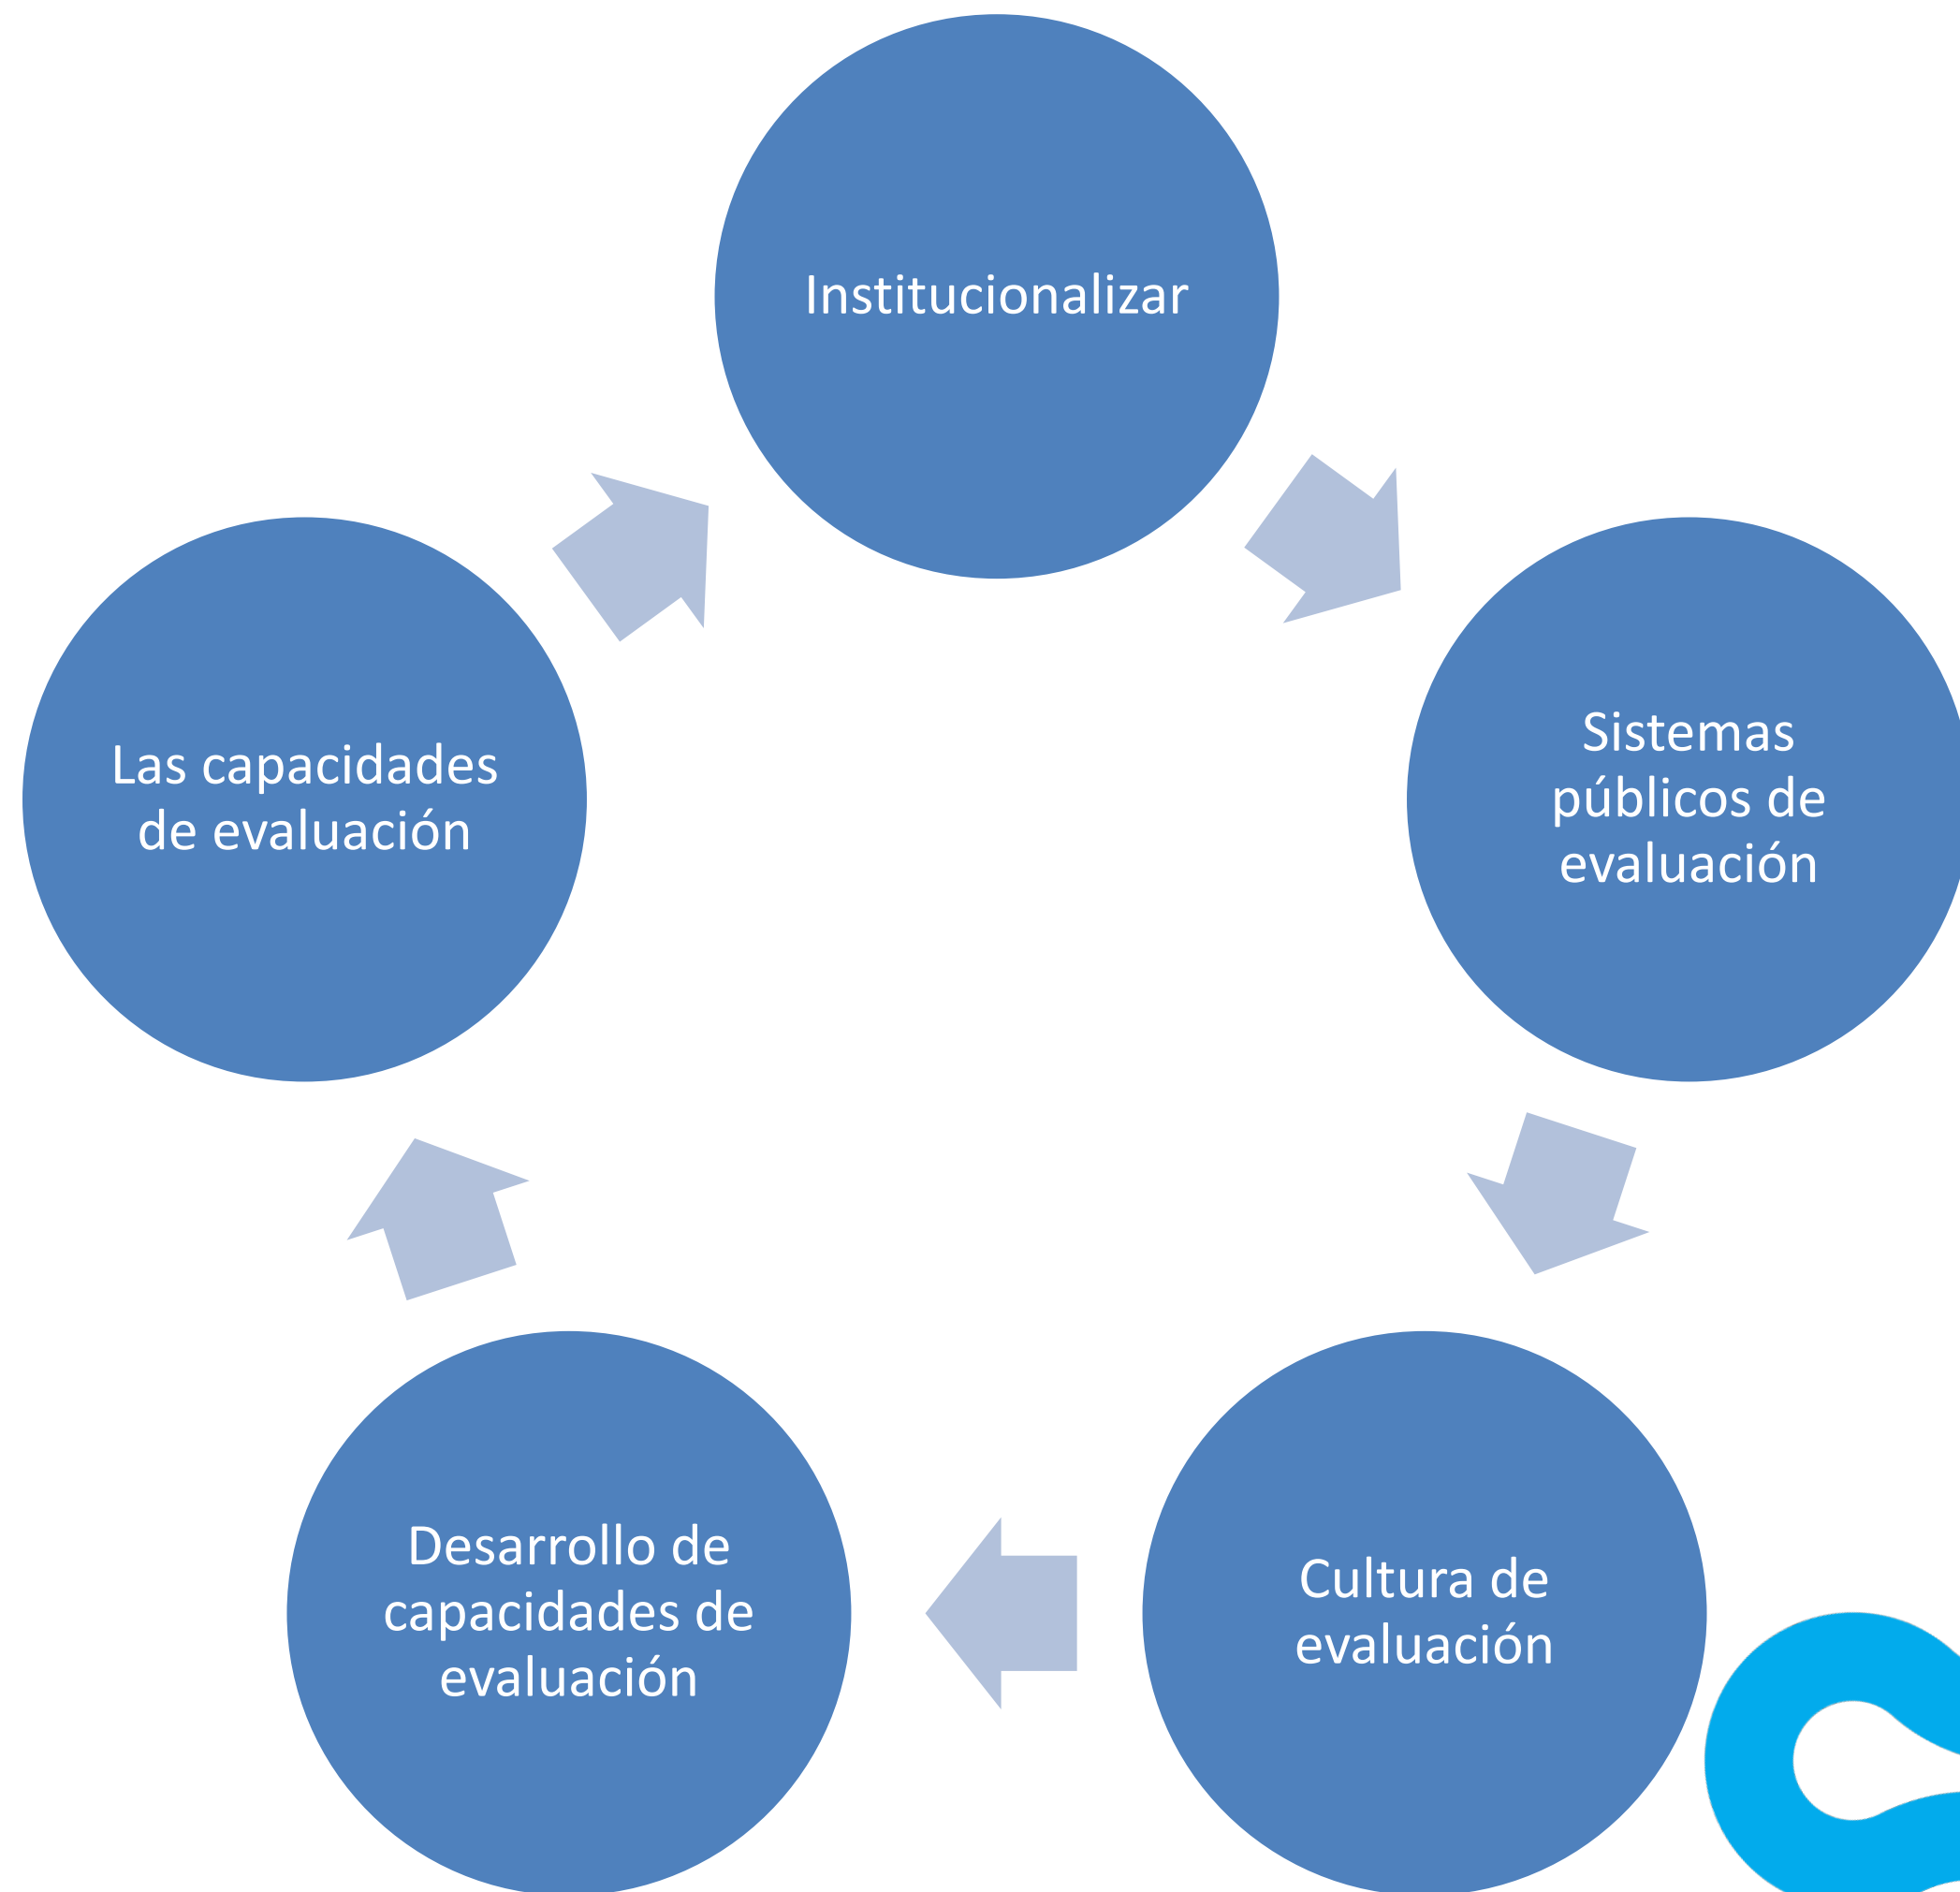 Institucionalizar
Sistemas
públicos de
evaluación
Cultura de
evaluación
Desarrollo de
capacidades de
evaluación
Las capacidades
de evaluación